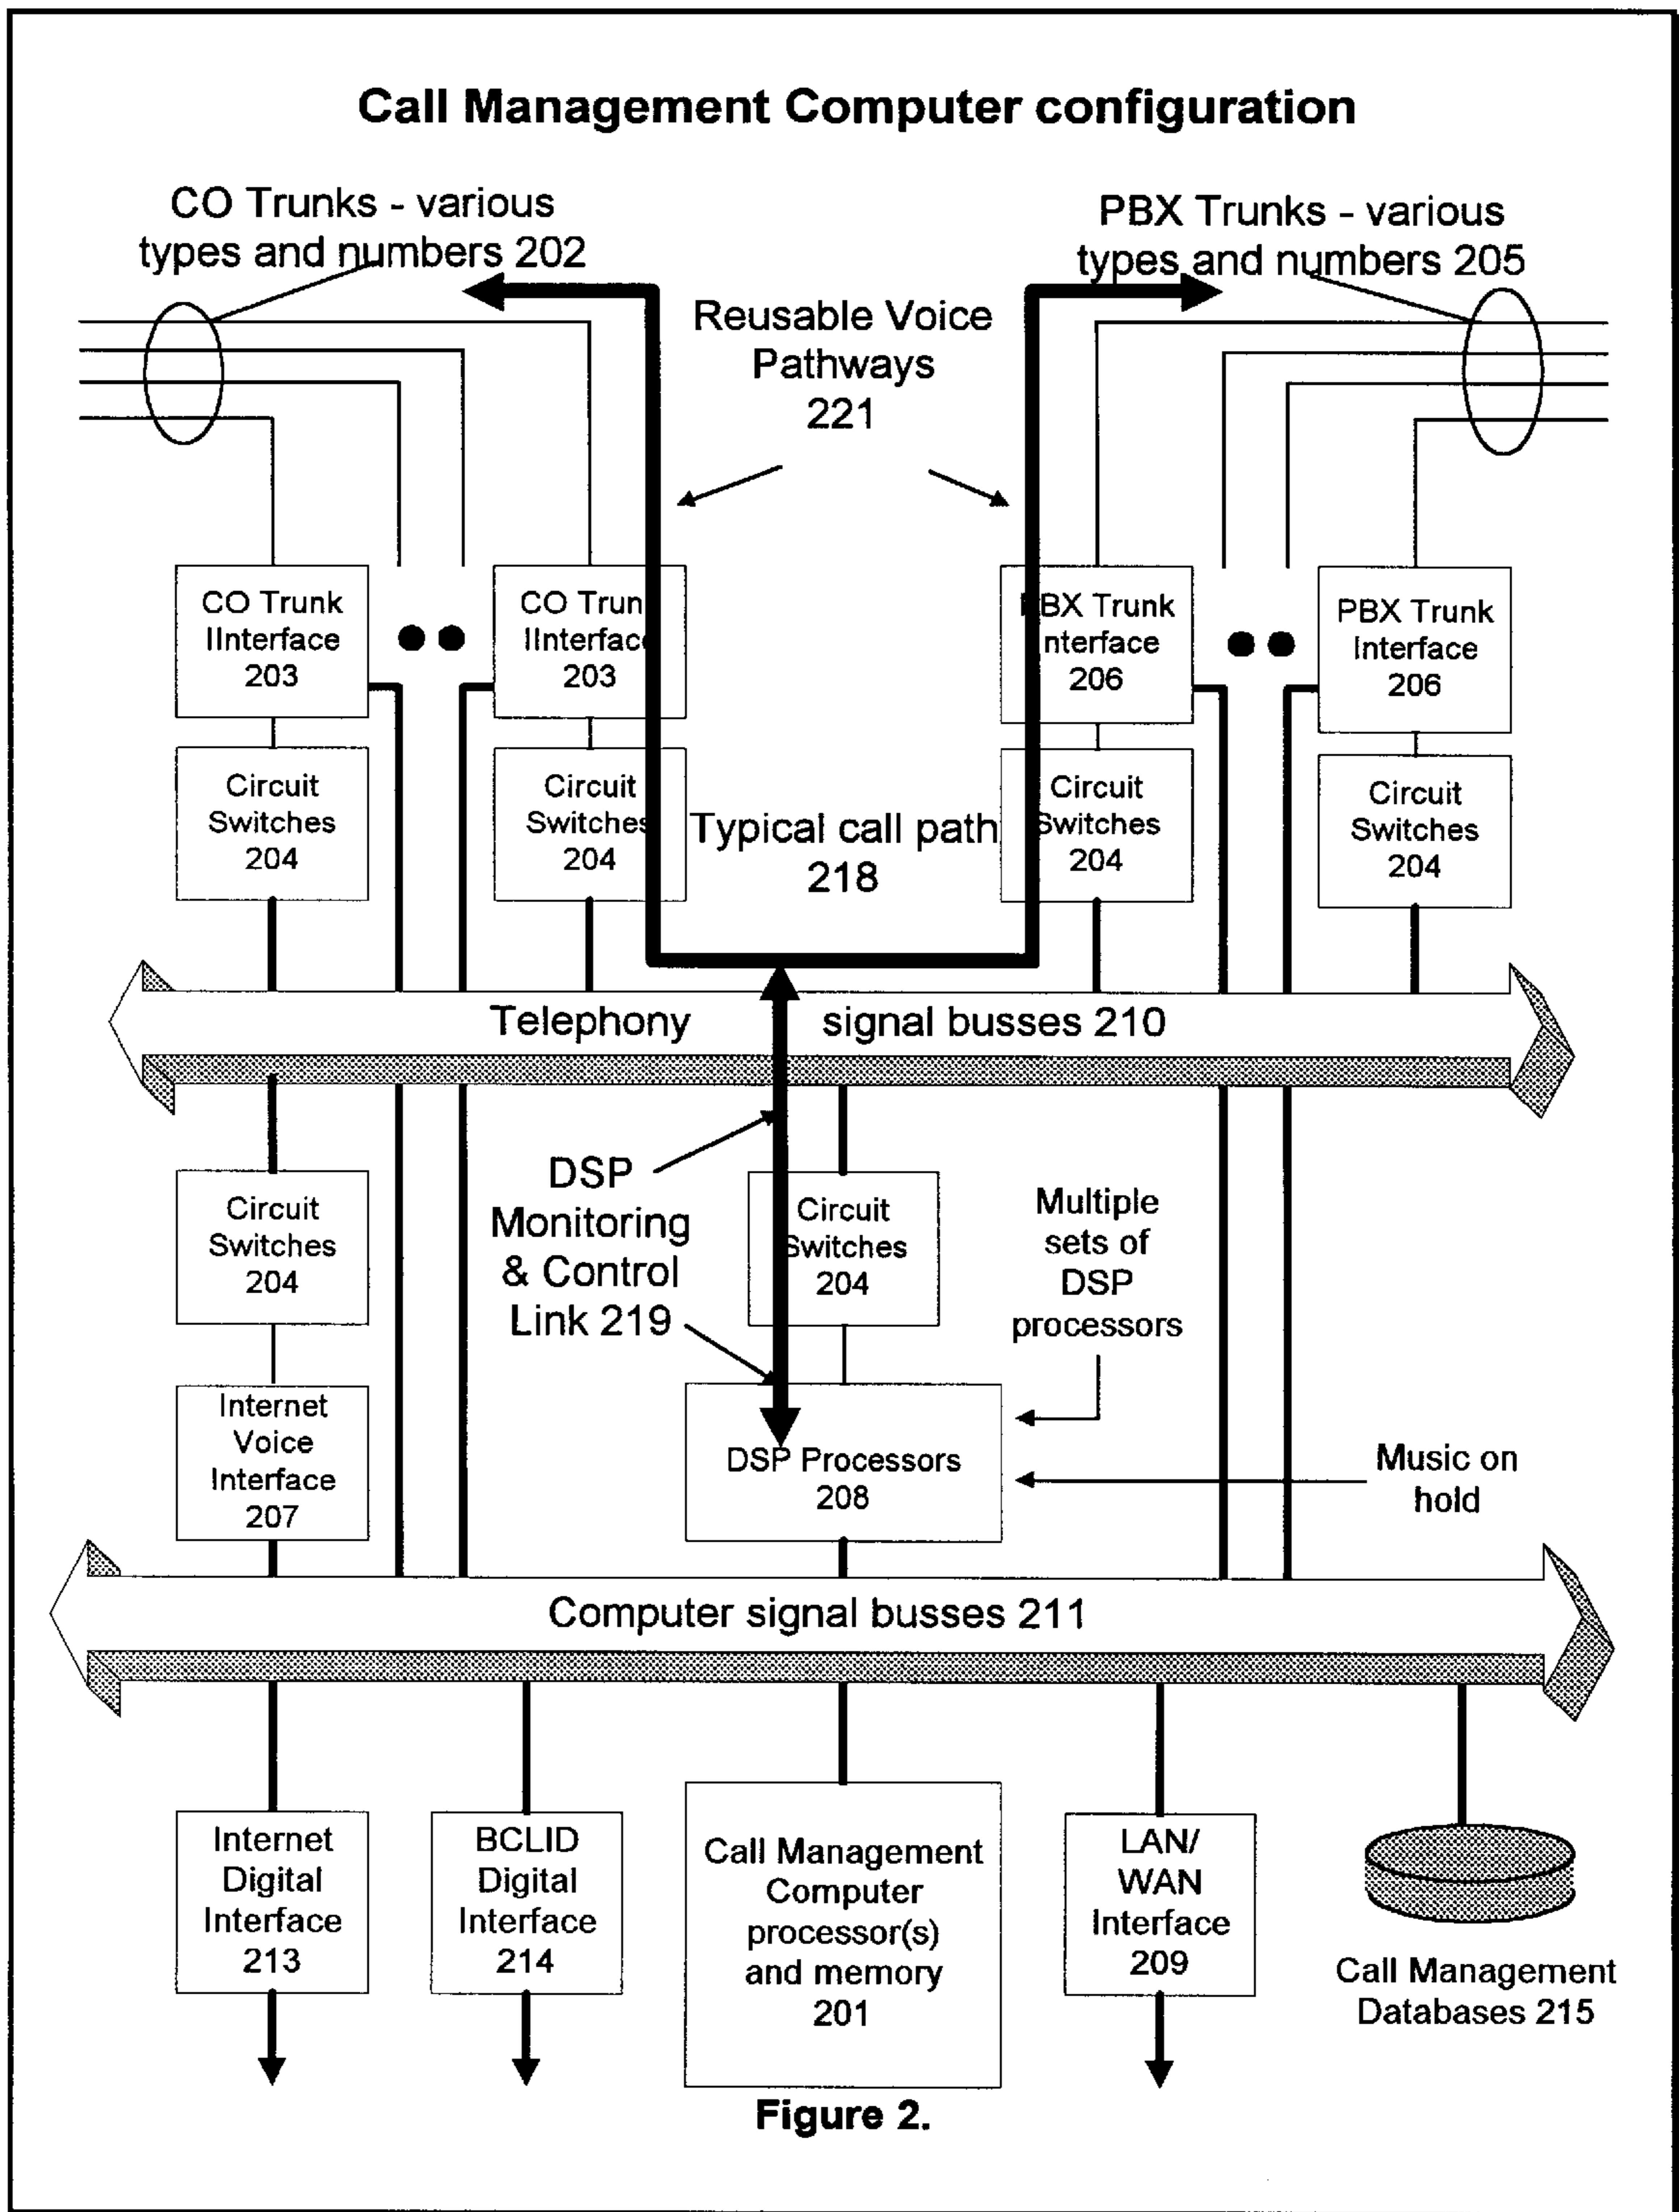 Call Management Computer configuration
CO Trunks - various
types and numbers 202
PBX Trunks - various
types and numbers 205
Reusable Voice
Pathways
221
CO Trunk
IInterface
203
CO Trun
IInterfac
203
BX Trunk
nterface
206
PBX Trunk
Interface
206
Circuit
Switches
204
Circuit
Switches
204
Typical call path
218
Circuit
Switches
204
Circuit
Switches
204
Telephony signal busses 210
Circuit
Switches
204
DSP
Monitoring
& Control
Link 219
Circuit
Switches
204
Multiple
sets of
DSP
processors
Internet
Voice
Interface
207
DSP Processors
208
Music on
hold
Computer signal busses 211
Internet
Digital
Interface
213
BCLID
Digital
Interface
214
Call Management
Computer
processor(s)
and memory
201
LAN/
WAN
Interface
209
Call Management
Databases 215
Figure 2.